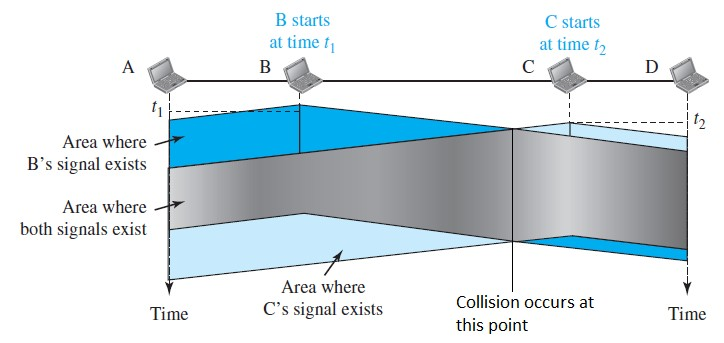 B starts
at time t1
C starts
at time t2
A
B
C
D
t1
t2
Area where
B's signal exists
Area where
both signals exist
Area where
C's signal exists
Collision occurs at
this point
Time
Time